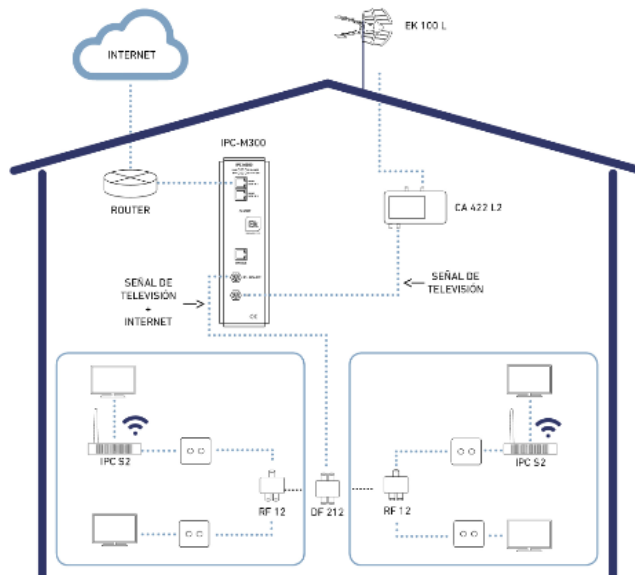 EK 100 L
INTERNET
IPC-M300
ROUTER
CA 422 L2
SEÑAL DE
TELEVISIÓN
+
INTERNET
SEÑAL DE
TELEVISIÓN
IPC S2
IPC S2
RF 12
DF 212
RF 12